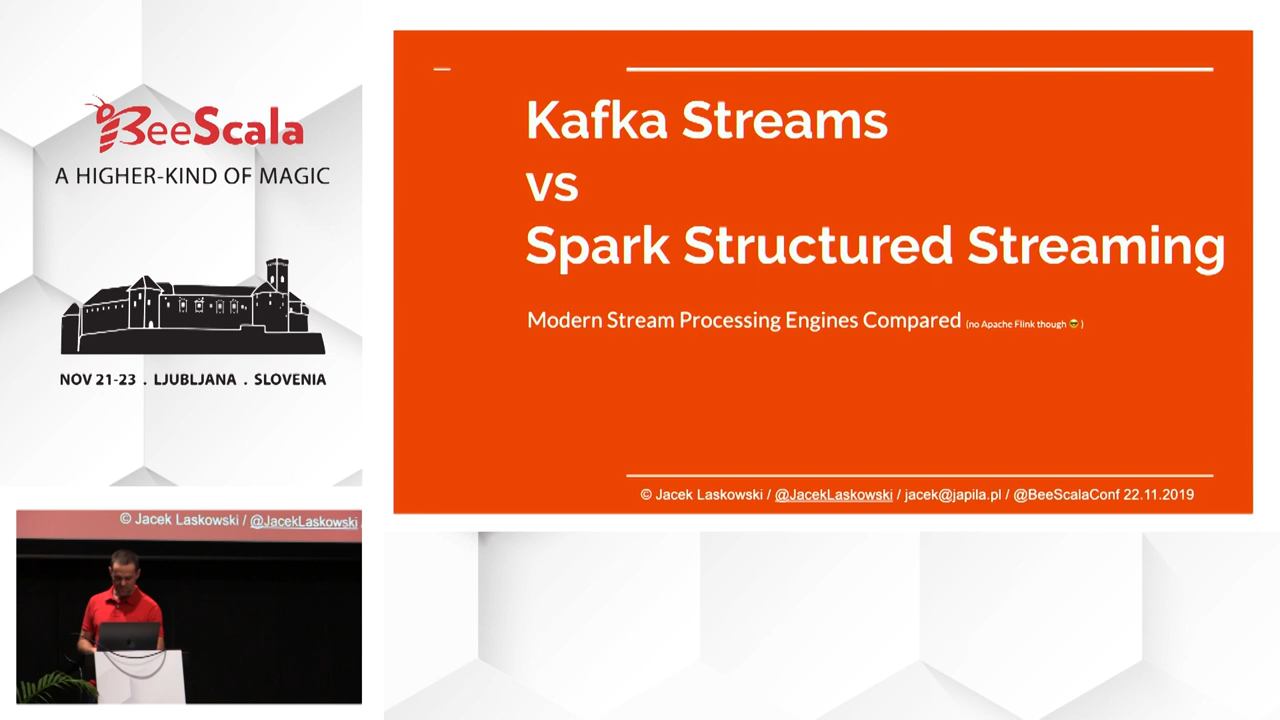 BeeScala
A HIGHER-KIND OF MAGIC
NOV 21-23 . LJUBLJANA . SLOVENIA
Kafka Streams
vs
Spark Structured Streaming
Modern Stream Processing Engines Compared (no Apache Flink though 😎 )
© Jacek Laskowski / @JacekLaskowski / jacek@japila.pl / @BeeScalaConf 22.11.2019
© Jacek Laskowski / @JacekLaskowski /